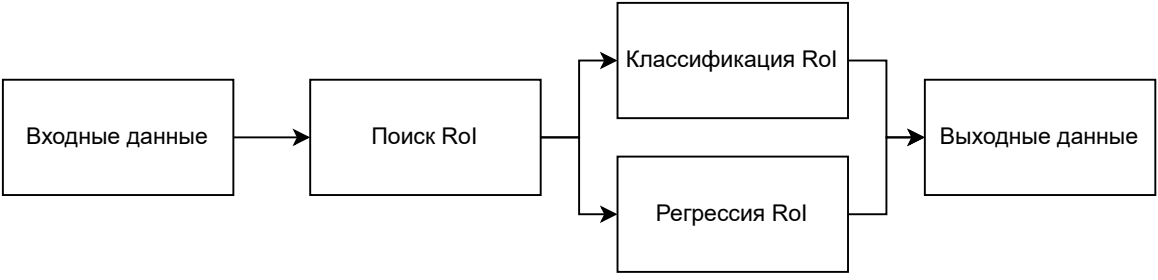 Входные данные
Поиск RoI
Классификация RoI
Регрессия RoI
Выходные данные